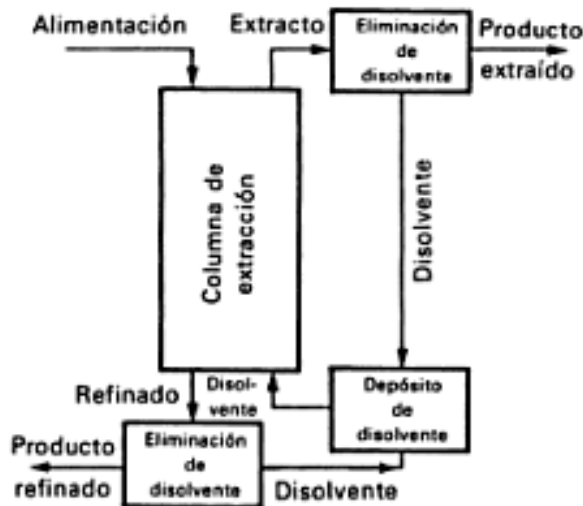 Alimentación
Extracto
Eliminación
de
disolvente
Producto
extraído
Columna de
extracción
Disolvente
Refinado
Disol-
vente
Depósito
de
disolvente
Producto
refinado
Eliminación
de
disolvente
Disolvente